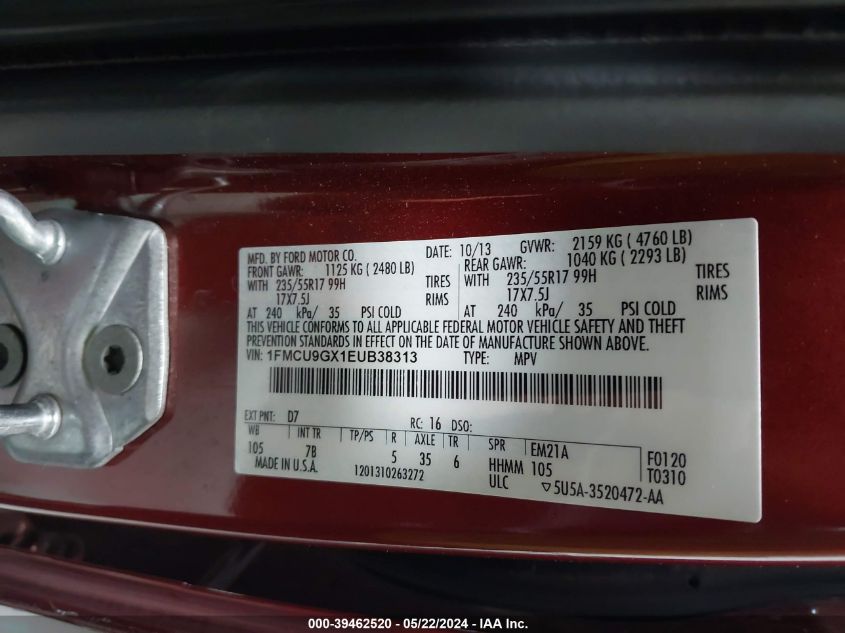 MFD. BY FORD MOTOR CO. DATE: 10/13 GVWR: 2159 KG ( 4760 LB)
FRONT GAWR: 1125 KG ( 2480 LB) REAR GAWR: 1040 KG ( 2293 LB)
WITH 235/55R17 99H TIRES WITH 235/55R17 99H TIRES
17X7.5J RIMS 17X7.5J RIMS
AT 240 kPa/ 35 PSI COLD AT 240 kPa/ 35 PSI COLD
THIS VEHICLE CONFORMS TO ALL APPLICABLE FEDERAL MOTOR VEHICLE SAFETY AND THEFT
PREVENTION STANDARDS IN EFFECT ON THE DATE OF MANUFACTURE SHOWN ABOVE.
VIN: 1FMCU9GX1EUB38313 TYPE: MPV
EXT PNT: D7 RC: 16 DSO:
WB INT TR TP/PS R AXLE TR SPR EM21A F0120
105 7B 5 35 6 HHMM 105 T0310
MADE IN U.S.A. 1201310263272 ULC ▽5U5A-3520472-AA
000-39462520 - 05/22/2024 - IAA Inc.